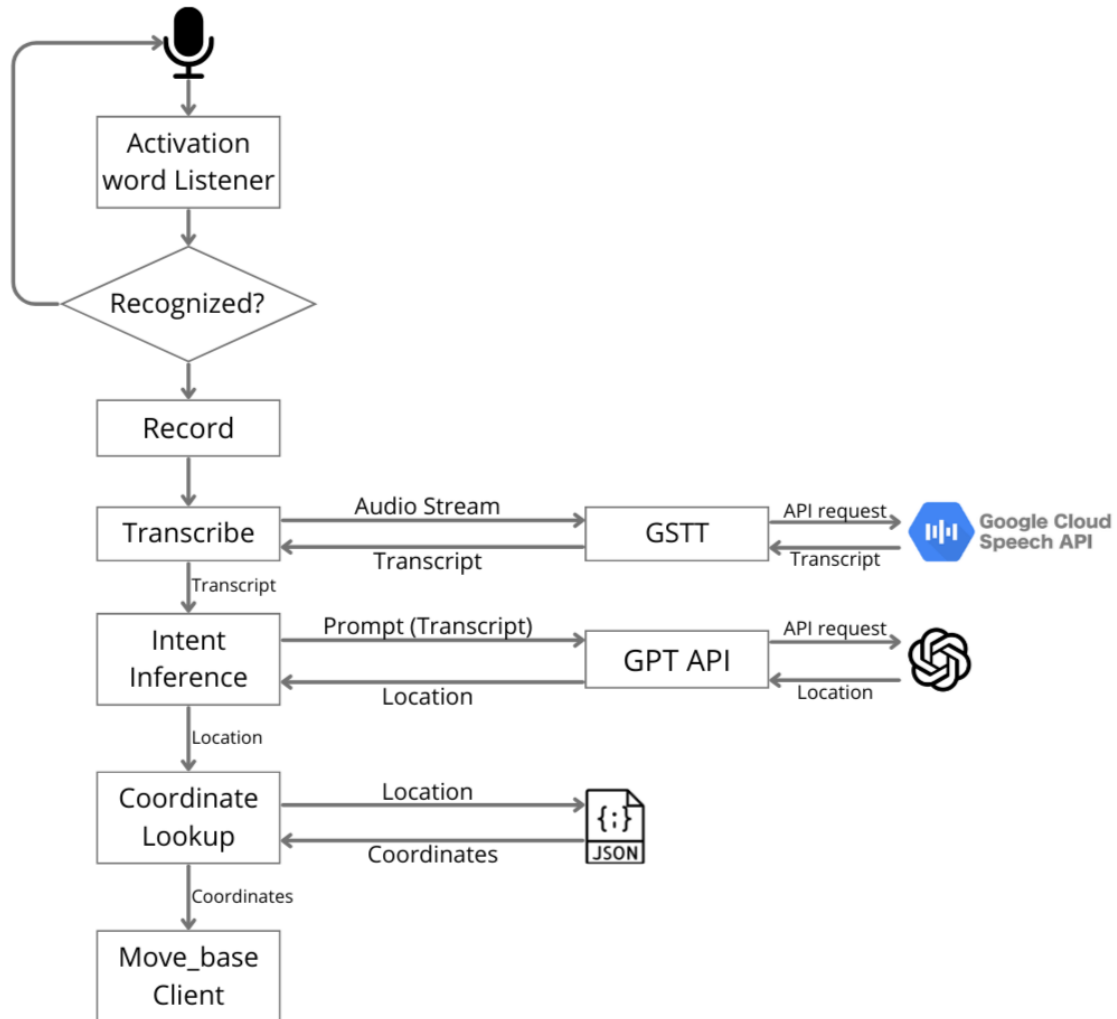 Activation
word Listener
Recognized?
Record
Audio Stream
Transcribe
Transcript
GSTT
API request
Transcript
Google Cloud
Speech API
Transcript
Prompt (Transcript)
Intent
Inference
Location
GPT API
API request
Location
Location
Coordinate
Lookup
Location
Coordinates
{;}
JSON
Coordinates
Move_base
Client